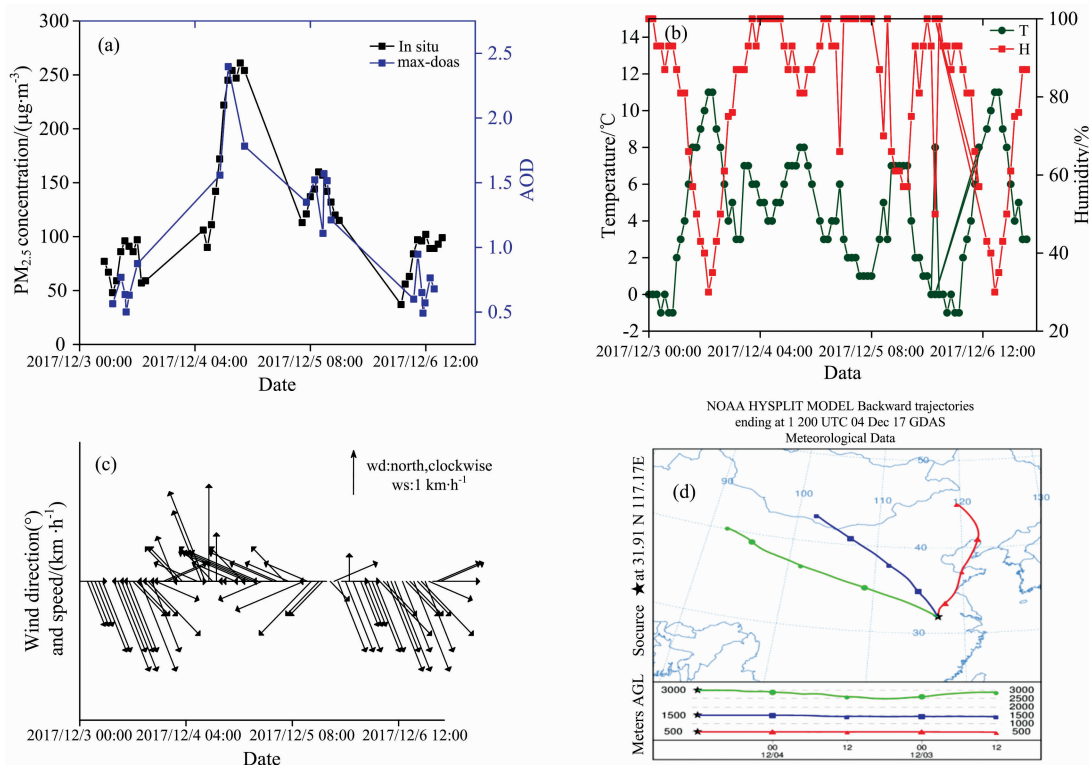 (a)
In situ
max-doas
300
250
200
150
100
50
0
PM2.5 concentration/(μg·m-3)
2.5
2.0
1.5
1.0
0.5
AOD
2017/12/3 00:00
2017/12/4 04:00
2017/12/5 08:00
2017/12/6 12:00
Date
(b)
T
H
14
12
10
8
6
4
2
0
-2
Temperature/℃
100
80
60
40
20
Humidity/%
2017/12/3 00:00
2017/12/4 04:00
2017/12/5 08:00
2017/12/6 12:00
Data
(c)
wd:north,clockwise
ws:1 km·h-1
Wind direction(°)
and speed/(km ·h-1)
2017/12/3 00:00
2017/12/4 04:00
2017/12/5 08:00
2017/12/6 12:00
Date
NOAA HYSPLIT MODEL Backward trajectories
ending at 1 200 UTC 04 Dec 17 GDAS
Meteorological Data
(d)
90
100
110
120
130
50
40
30
Socurce ★at 31.91 N 117.17E
Meters AGL
3000
1500
500
3000
2500
2000
1500
1000
500
00
12
00
12
12/04
12/03